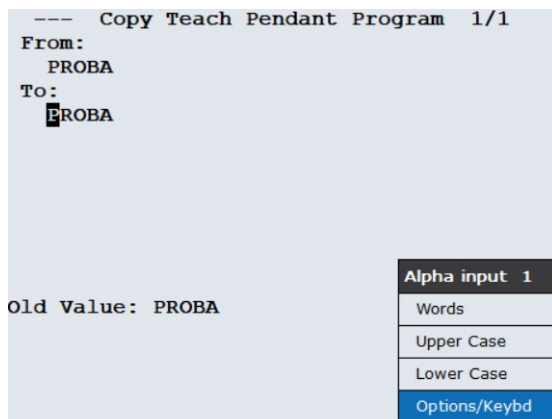 --- Copy Teach Pendant Program 1/1
From:
PROBA
To:
PROBA
Alpha input 1
Old Value: PROBA
Words
Upper Case
Lower Case
Options/Keybd